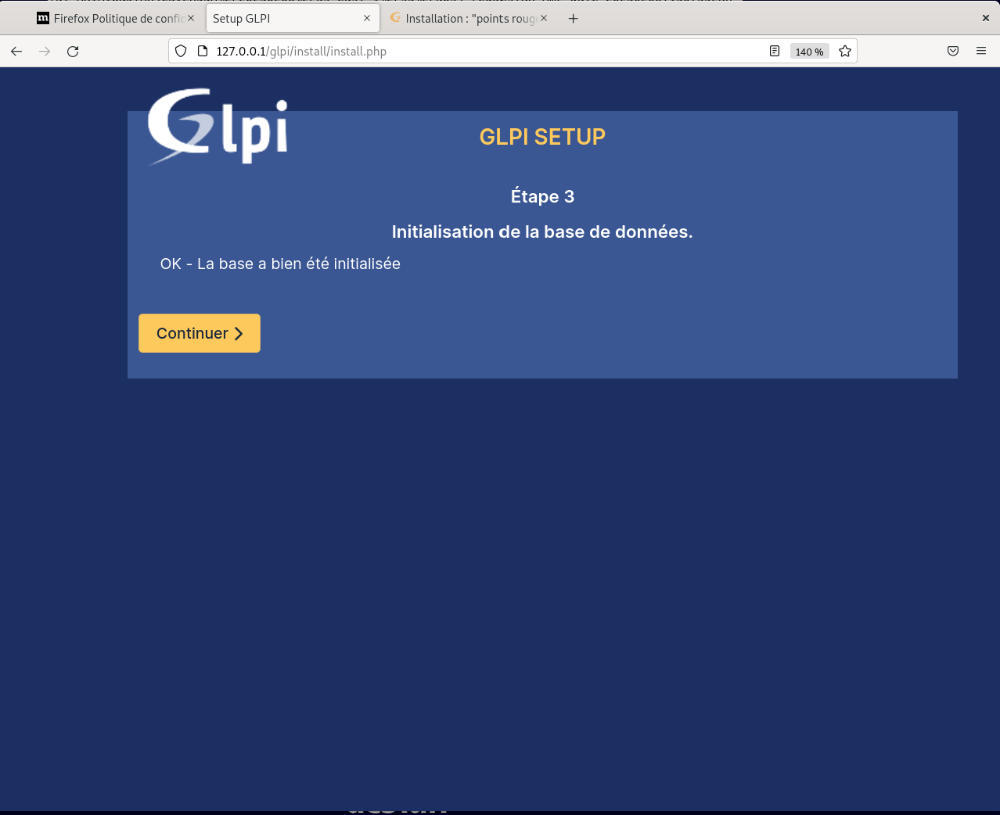 Firefox Politique de confid
Setup GLPI
Installation : "points roug
127.0.0.1/glpi/install/install.php
140 %
Glpi
GLPI SETUP
Étape 3
Initialisation de la base de données.
OK - La base a bien été initialisée
Continuer